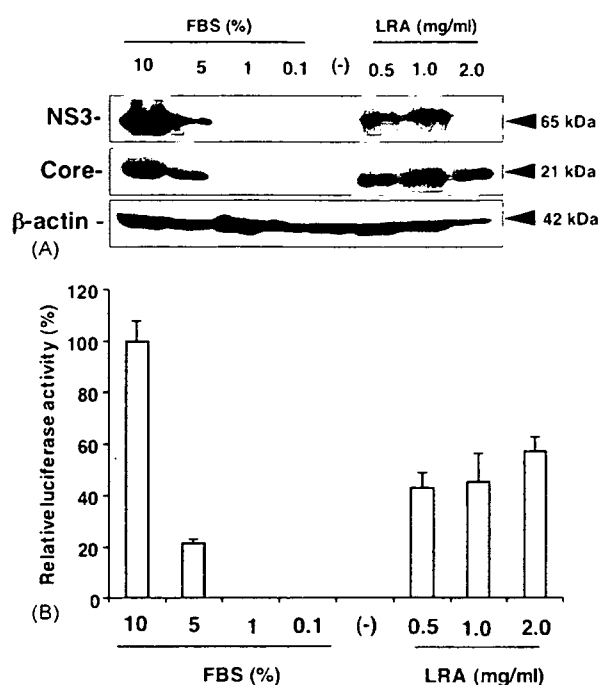 FBS (%) LRA (mg/ml)
10 5 1 0.1 (-) 0.5 1.0 2.0
NS3- 65 kDa
Core- 21 kDa
β-actin - 42 kDa
(A)
Relative luciferase activity (%)
120
100
80
60
40
20
0
(B)
10 5 1 0.1 (-) 0.5 1.0 2.0
FBS (%) LRA (mg/ml)